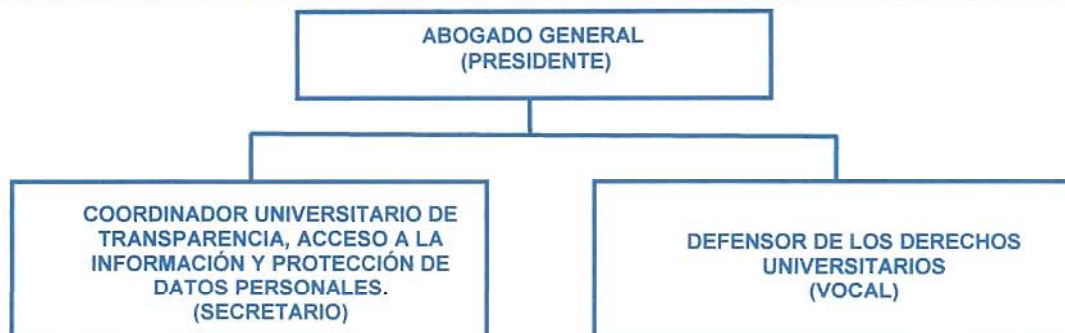 ABOGADO GENERAL
(PRESIDENTE)
COORDINADOR UNIVERSITARIO DE
TRANSPARENCIA, ACCESO A LA
INFORMACIÓN Y PROTECCIÓN DE
DATOS PERSONALES.
(SECRETARIO)
DEFENSOR DE LOS DERECHOS
UNIVERSITARIOS
(VOCAL)